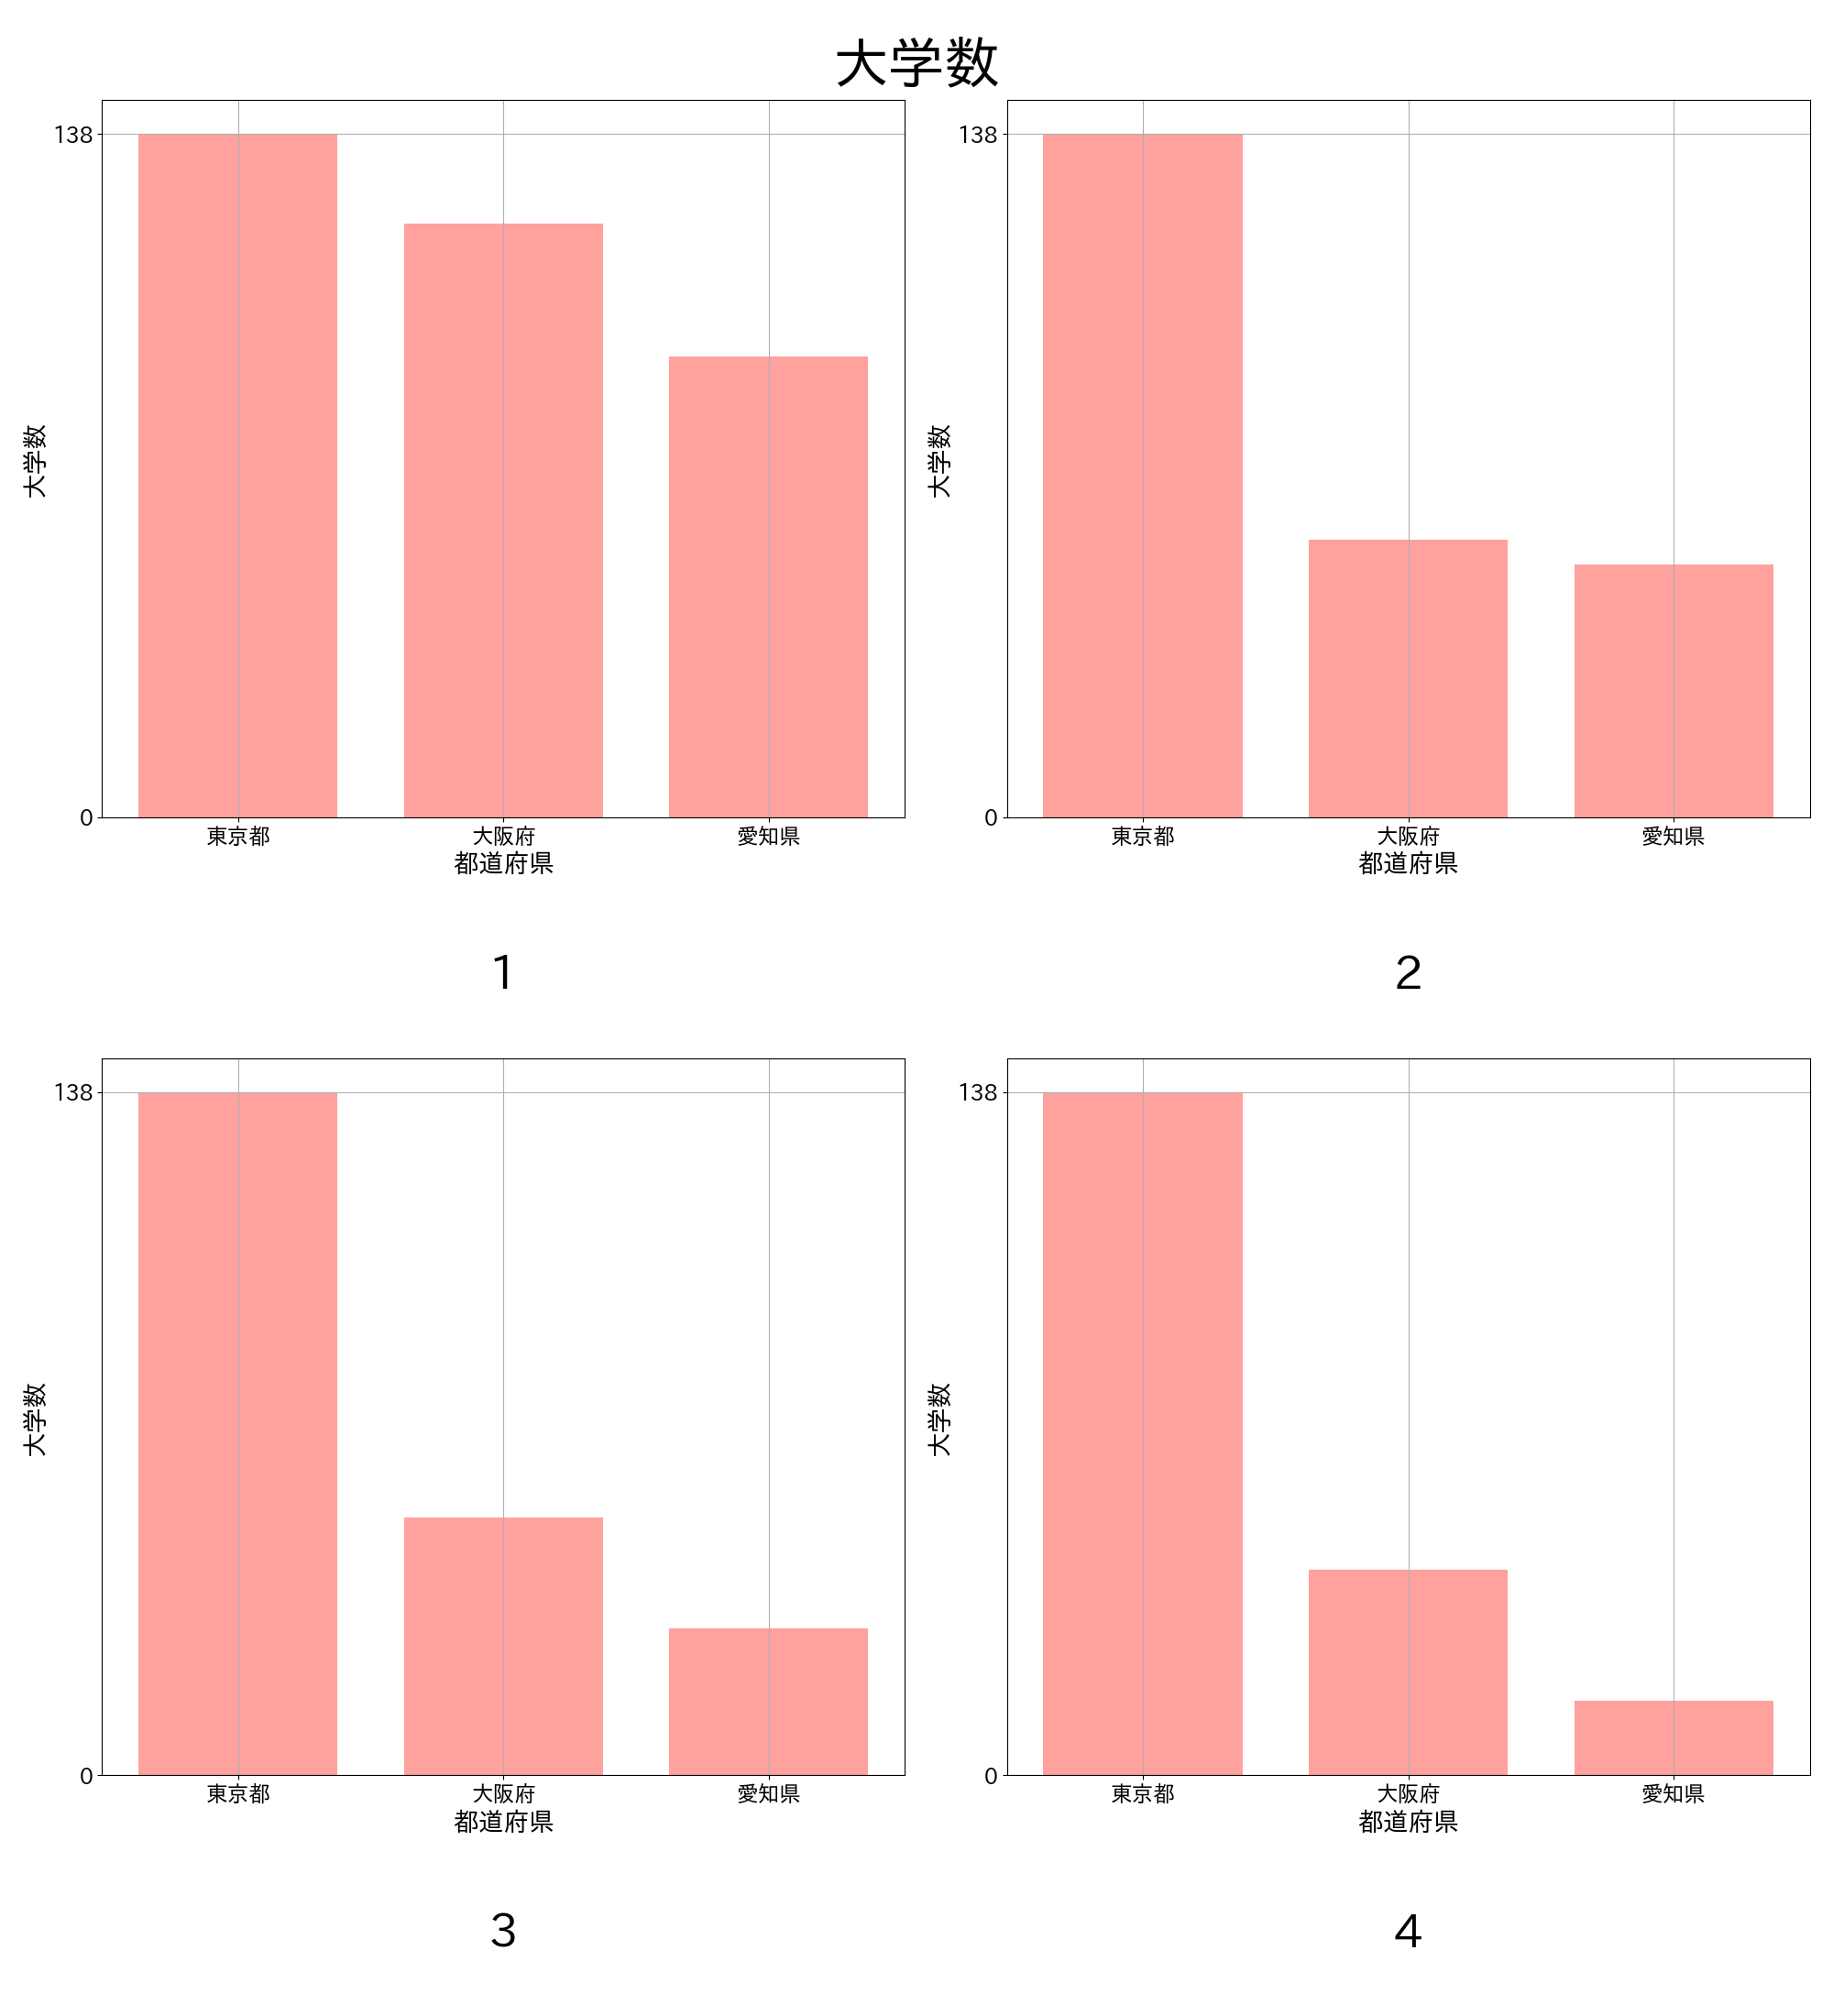 大学数
138
0
大学数
東京都 大阪府 愛知県
都道府県
1
138
0
大学数
東京都 大阪府 愛知県
都道府県
2
138
0
大学数
東京都 大阪府 愛知県
都道府県
3
138
0
大学数
東京都 大阪府 愛知県
都道府県
4